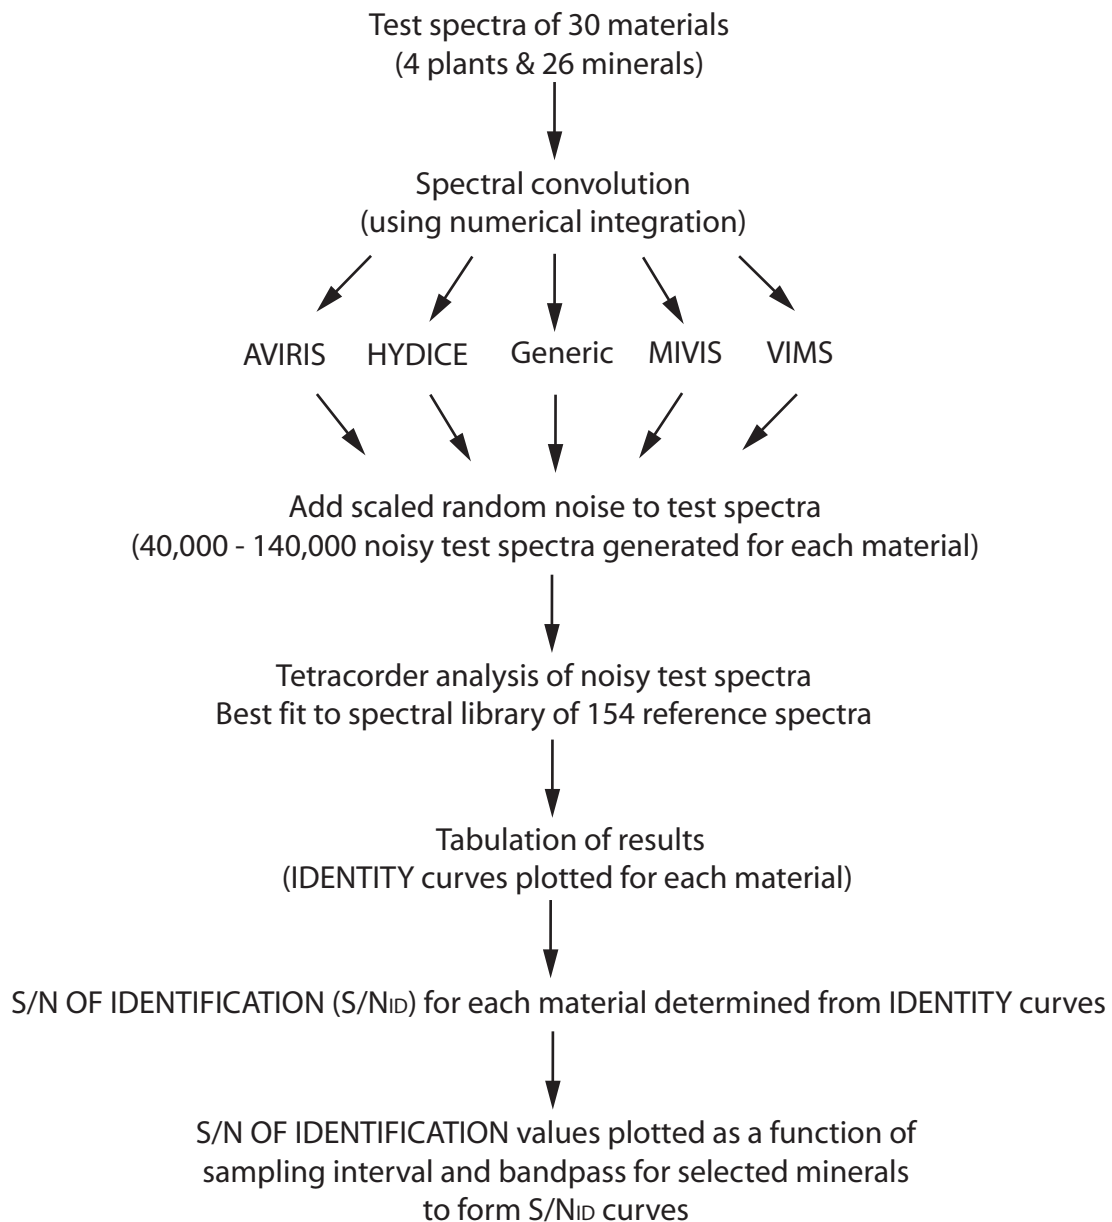 Test spectra of 30 materials
(4 plants & 26 minerals)
Spectral convolution
(using numerical integration)
AVIRIS HYDICE Generic MIVIS VIMS
Add scaled random noise to test spectra
(40,000 - 140,000 noisy test spectra generated for each material)
Tetracorder analysis of noisy test spectra
Best fit to spectral library of 154 reference spectra
Tabulation of results
(IDENTITY curves plotted for each material)
S/N OF IDENTIFICATION (S/NID) for each material determined from IDENTITY curves
S/N OF IDENTIFICATION values plotted as a function of
sampling interval and bandpass for selected minerals
to form S/NID curves